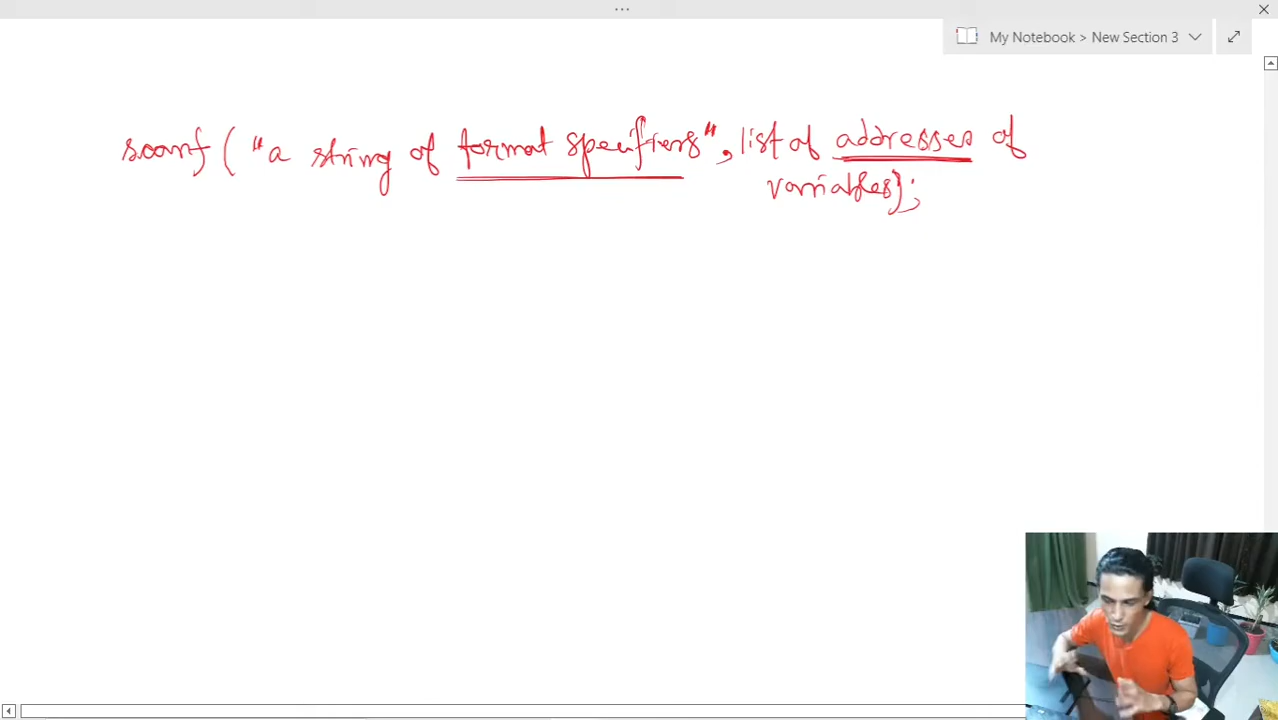 My Notebook > New Section 3
scanf ( "a string of format specifiers", list of addresses of
variables);